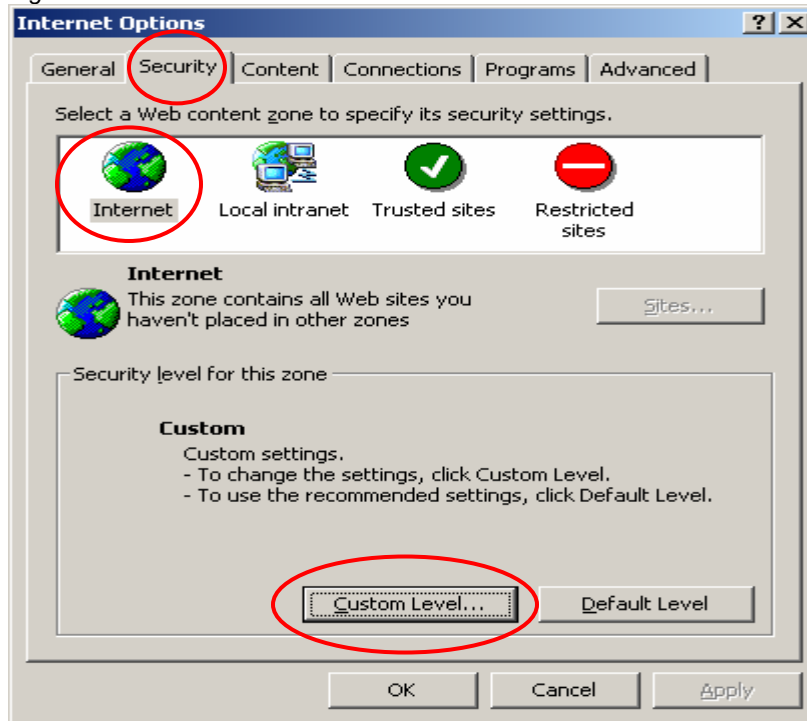 Internet Options
General Security Content Connections Programs Advanced
Select a Web content zone to specify its security settings.
Internet Local intranet Trusted sites Restricted
sites
Internet
This zone contains all Web sites you
haven't placed in other zones
Sites...
Security level for this zone
Custom
Custom settings.
- To change the settings, click Custom Level.
- To use the recommended settings, click Default Level.
Custom Level... Default Level
OK Cancel Apply